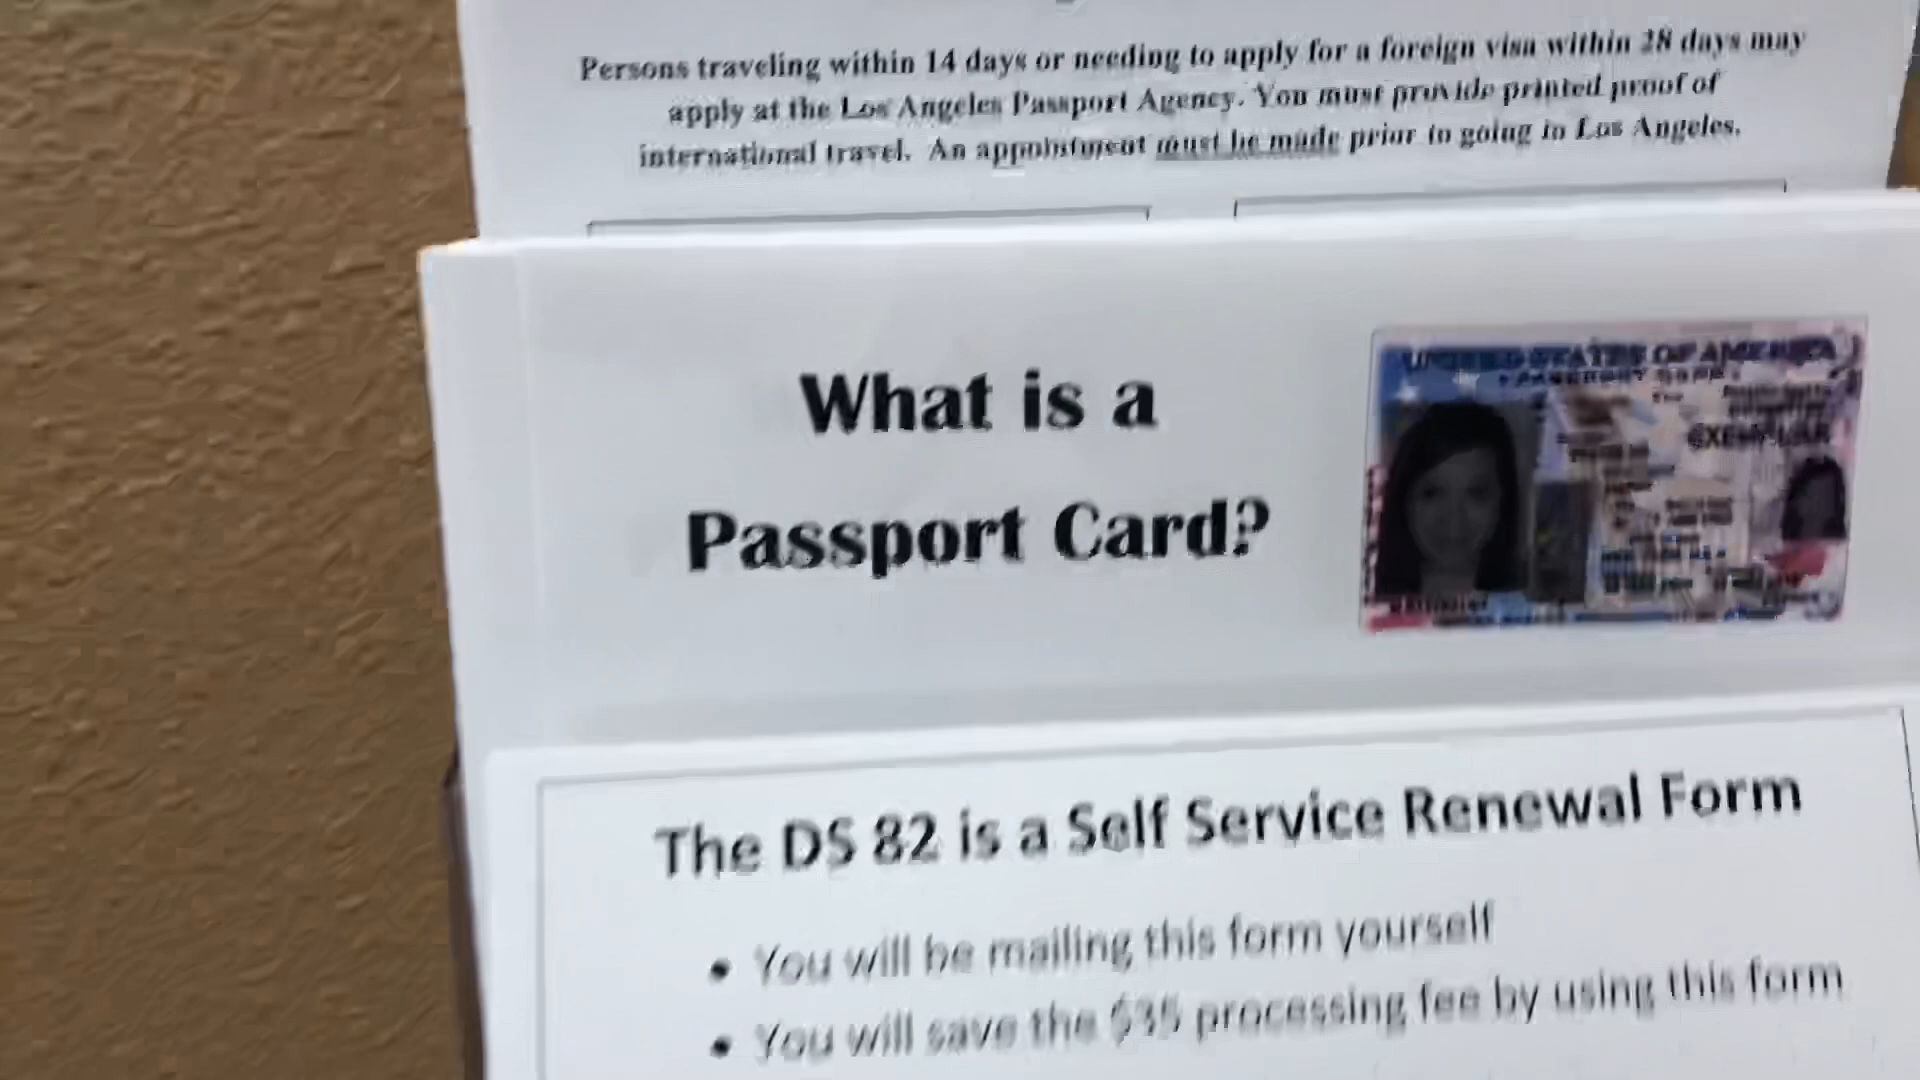 Persons traveling within 14 days or needing to apply for a foreign visa within 28 days may
apply at the Los Angeles Passport Agency. You must provide printed proof of
international travel. An appointment must be made prior to going to Los Angeles.
What is a
Passport Card?
UNITED STATES OF AMERICA
PASSPORT CARD
EXEMPLAR
The DS 82 is a Self Service Renewal Form
• You will be mailing this form yourself
• You will save the $35 processing fee by using this form